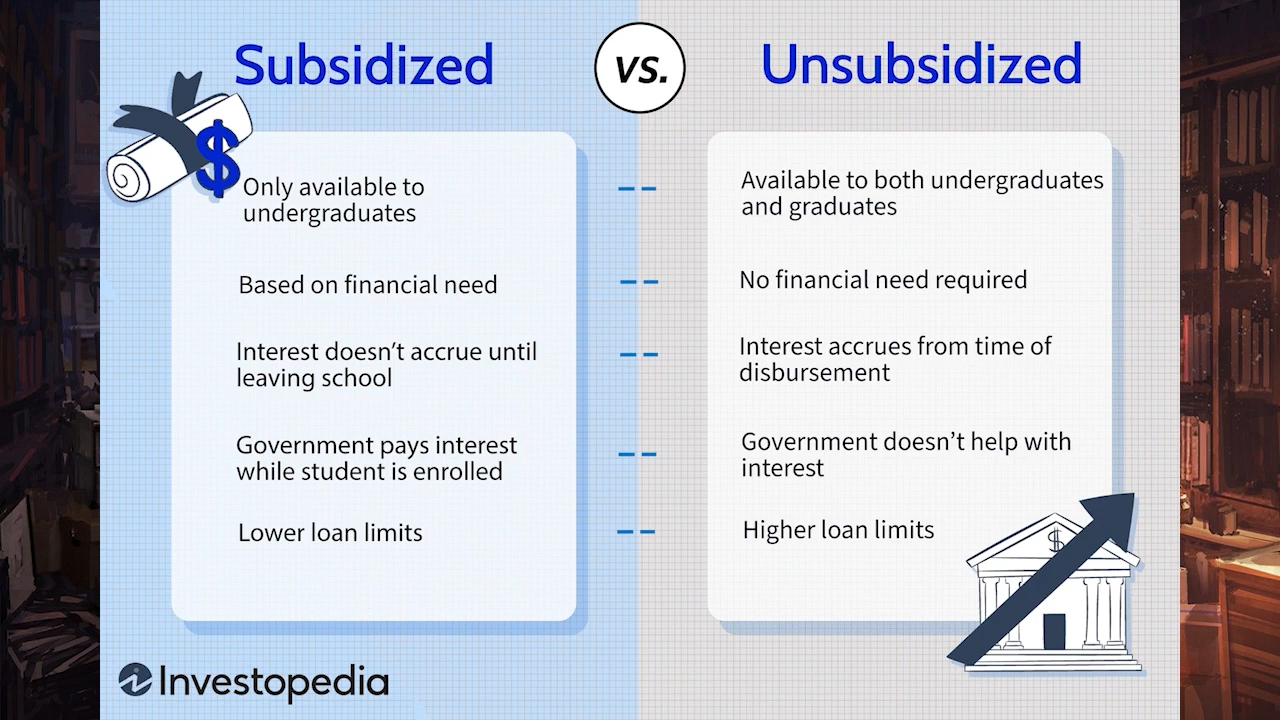 Subsidized
VS.
Unsubsidized
$
Only available to
undergraduates
Available to both undergraduates
and graduates
Based on financial need
No financial need required
Interest doesn’t accrue until
leaving school
Interest accrues from time of
disbursement
Government pays interest
while student is enrolled
Government doesn’t help with
interest
Lower loan limits
Higher loan limits
$
Investopedia